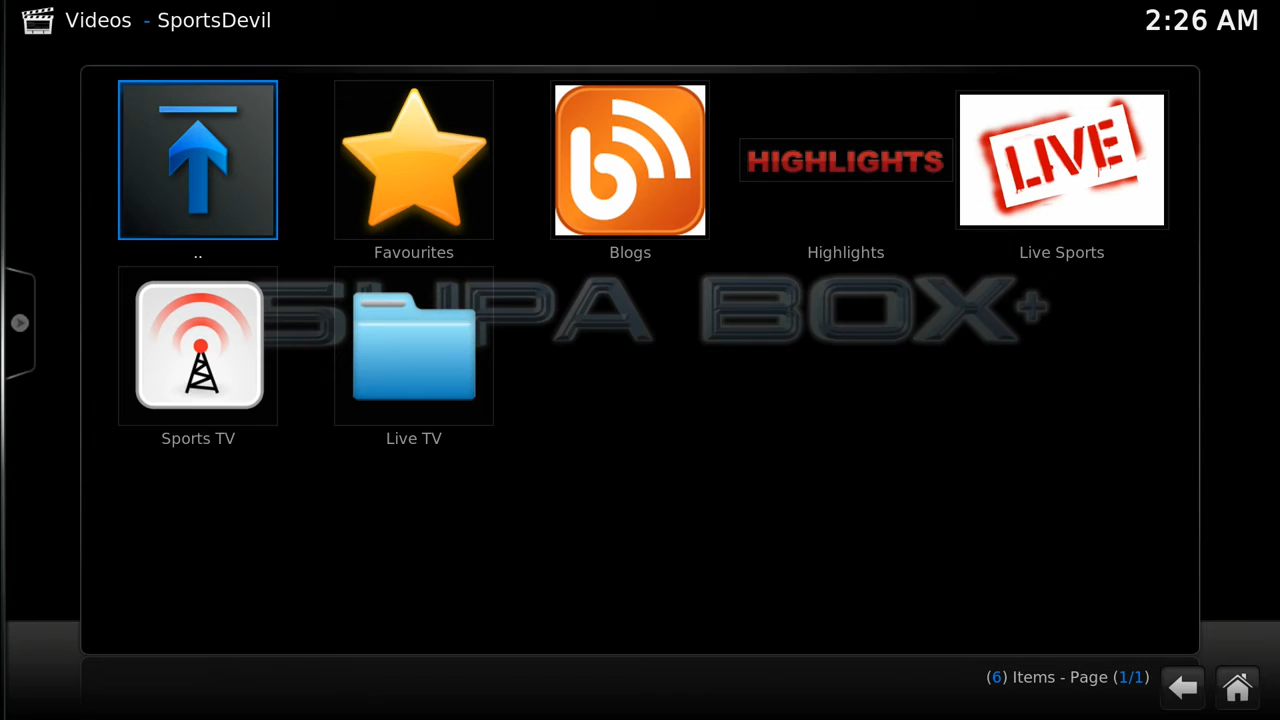 Videos - SportsDevil
2:26 AM
HIGHLIGHTS
LIVE
..
Favourites
Blogs
Highlights
Live Sports
SUPA BOX+
Sports TV
Live TV
(6) Items - Page (1/1)